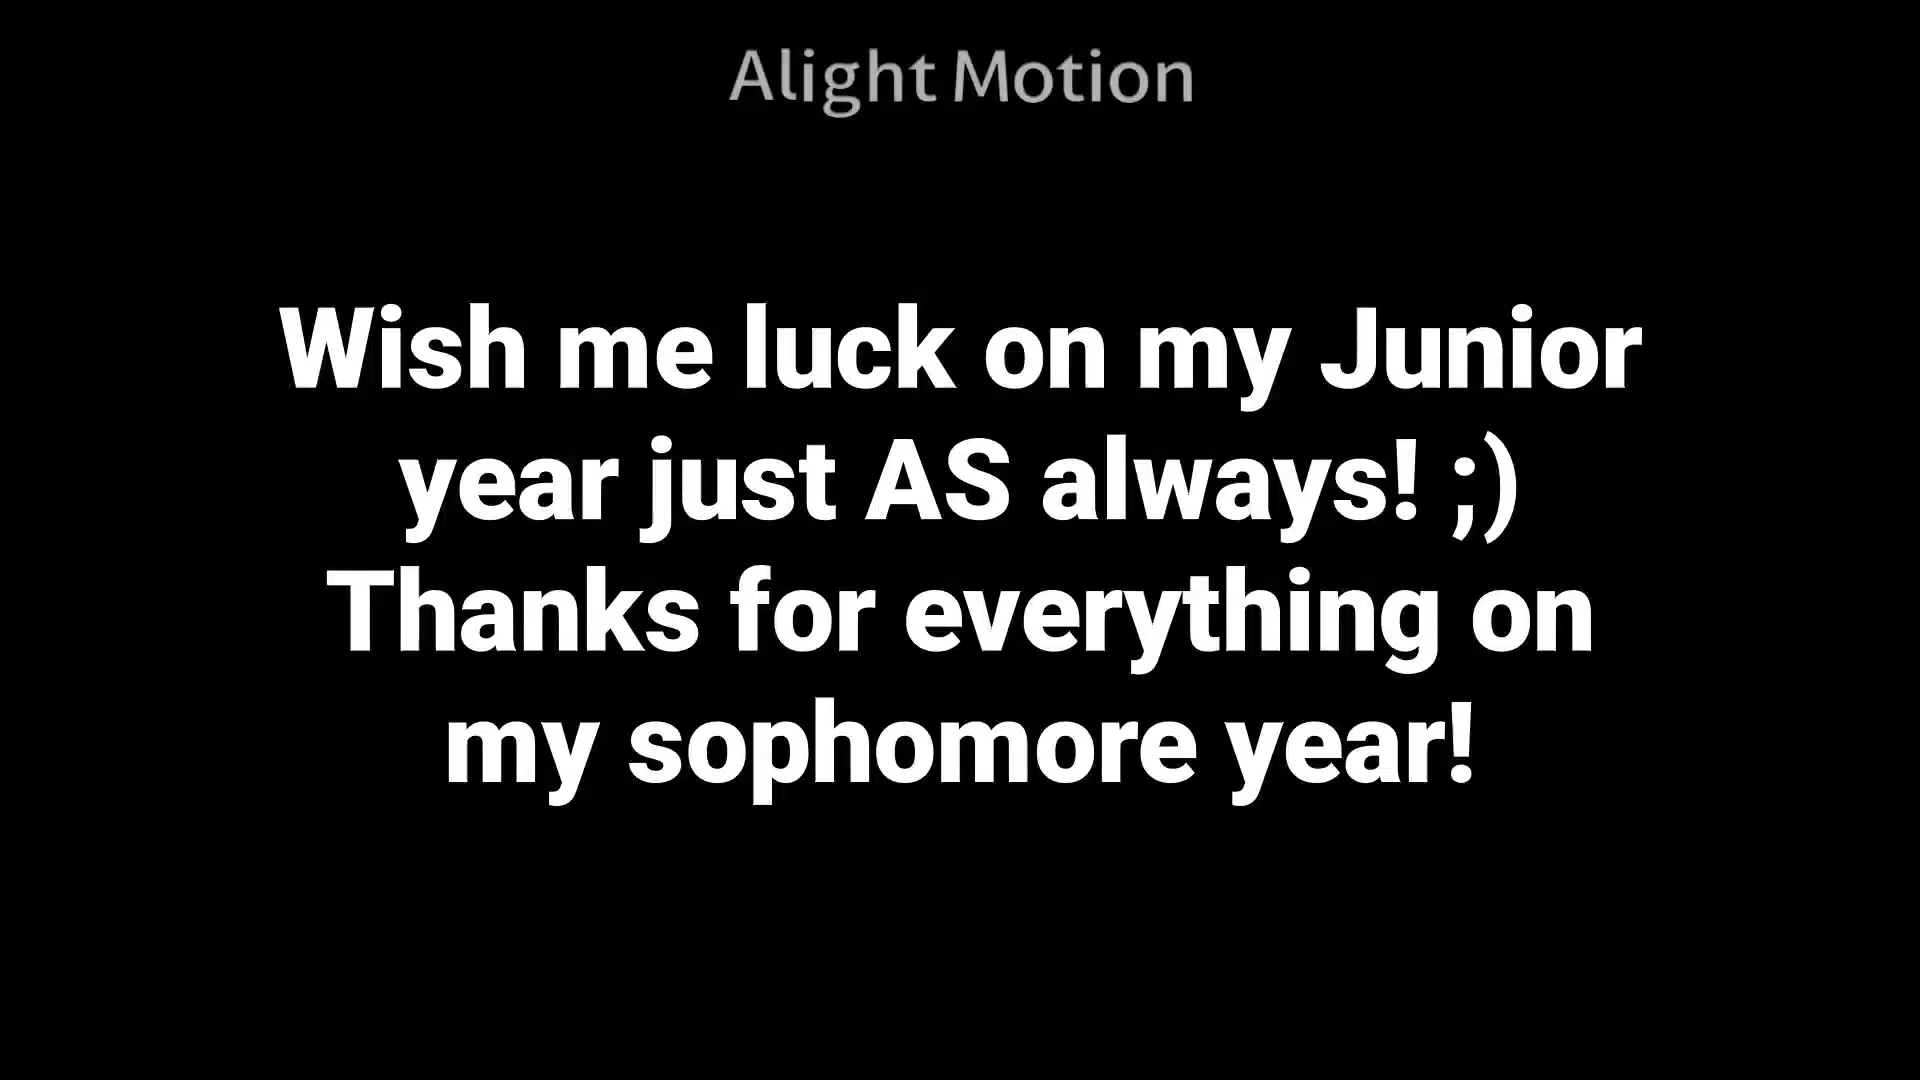 Alight Motion
Wish me luck on my Junior
year just AS always! ;)
Thanks for everything on
my sophomore year!